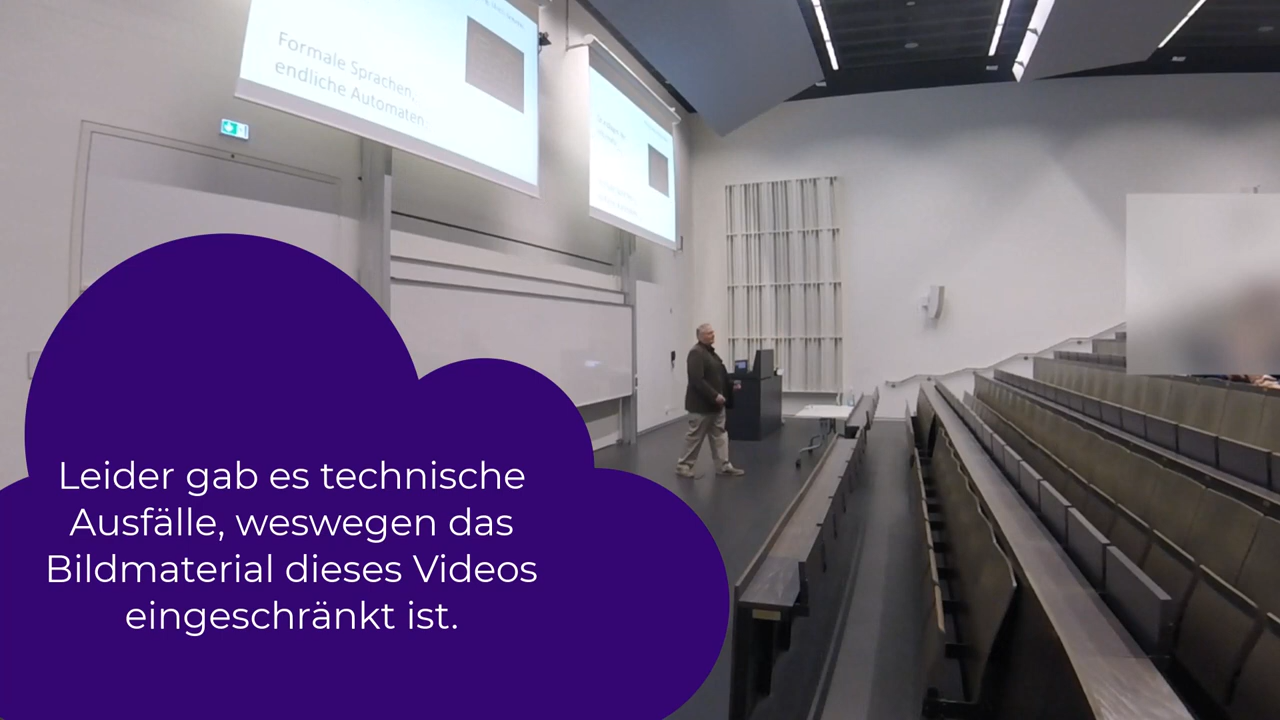 Formale Sprachen,
endliche Automaten:
Leider gab es technische
Ausfälle, weswegen das
Bildmaterial dieses Videos
eingeschränkt ist.